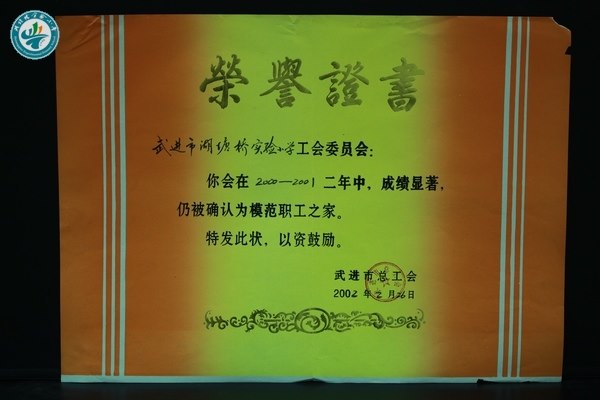 榮譽證書
武进市湖塘桥实验小学工会委员会：
你会在2000—2001二年中，成绩显著，
仍被确认为模范职工之家。
特发此状，以资鼓励。
武进市总工会
2002年2月26日